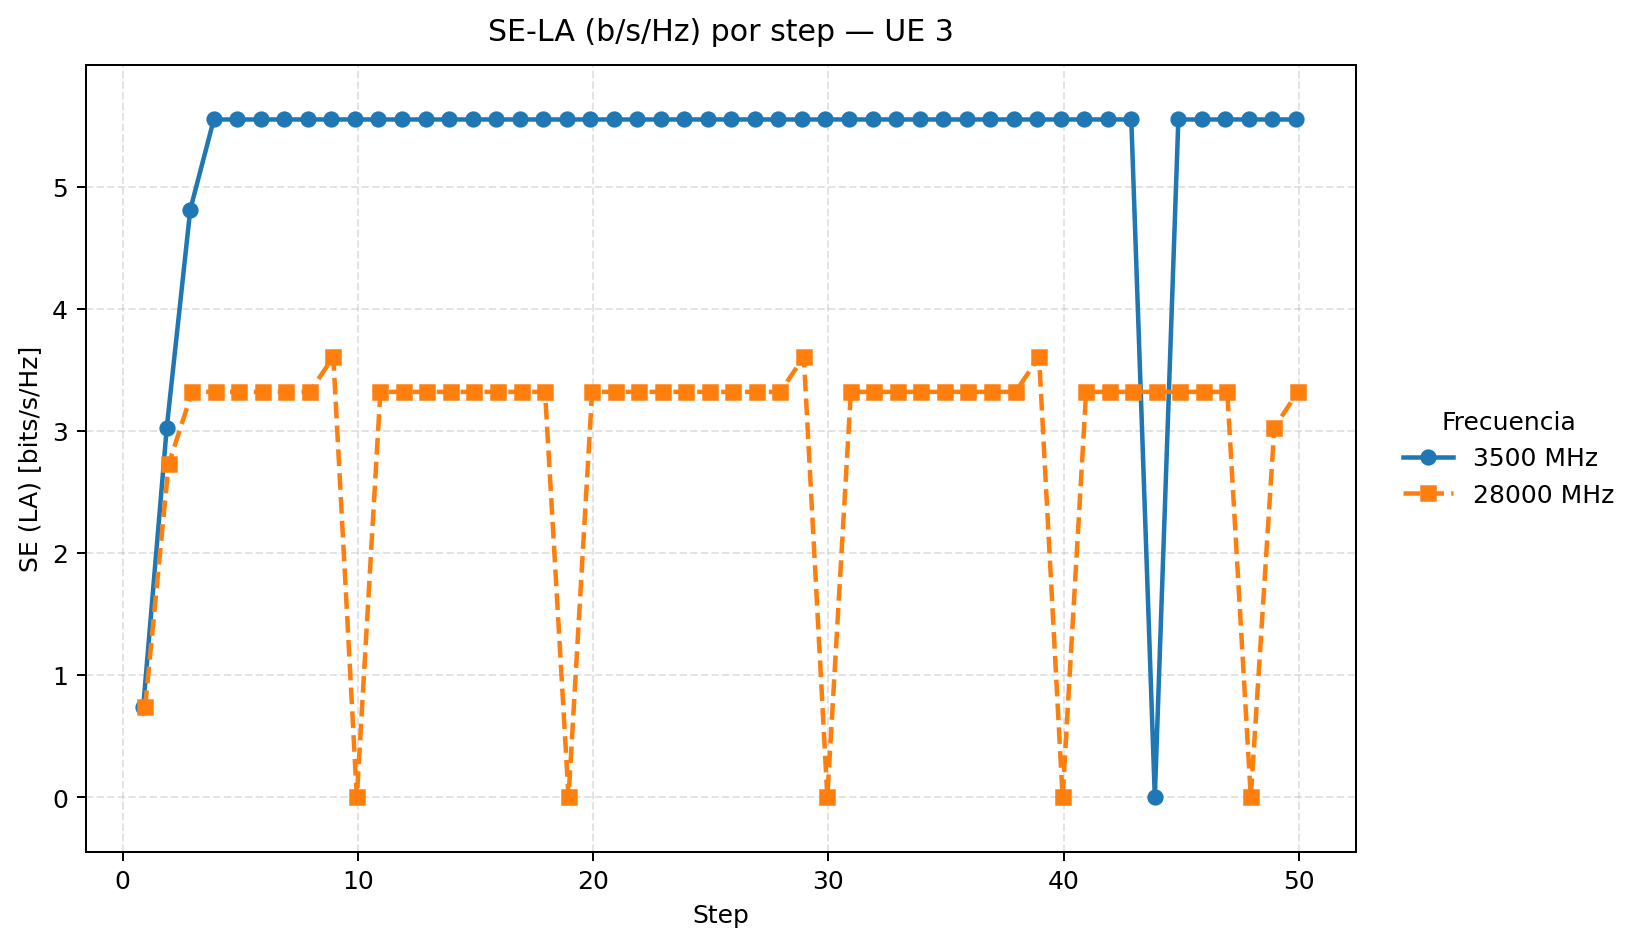 SE-LA (b/s/Hz) por step — UE 3
SE (LA) [bits/s/Hz]
5
4
3
2
1
0
0 10 20 30 40 50
Step
Frecuencia
3500 MHz
28000 MHz